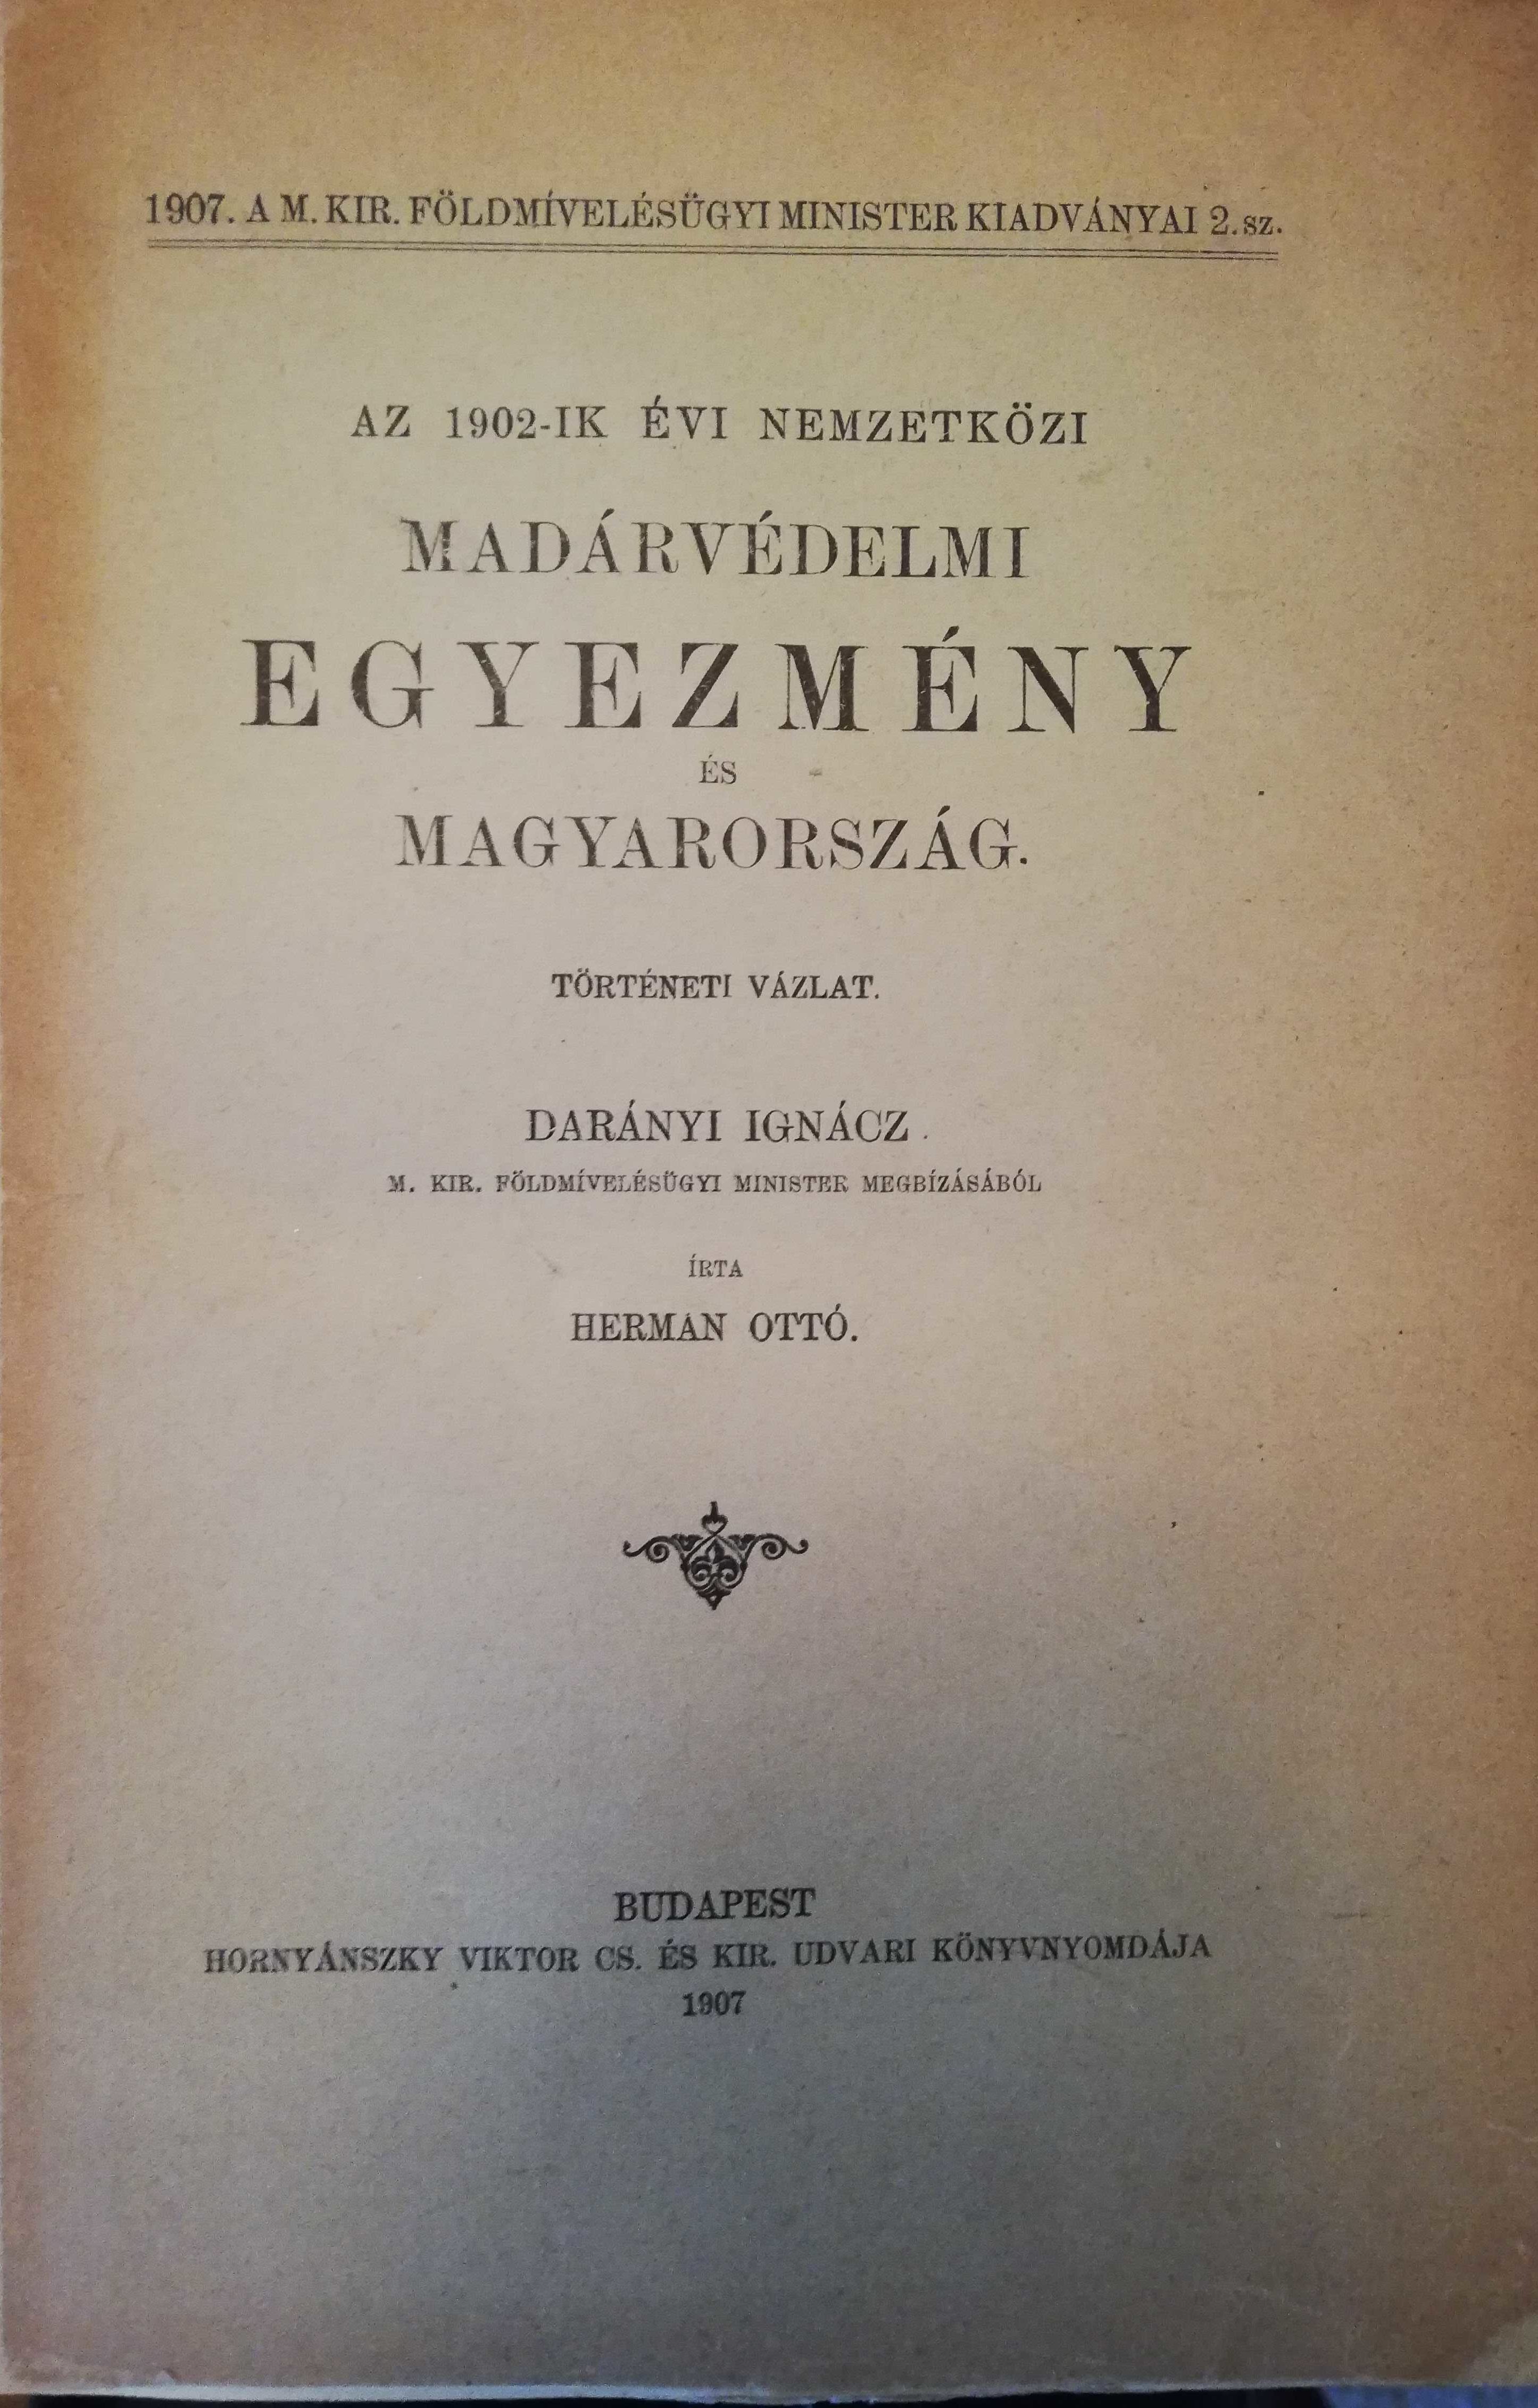 1907. A M. KIR. FÖLDMÍVELÉSÜGYI MINISTER KIADVÁNYAI 2. SZ.
AZ 1902-IK ÉVI NEMZETKÖZI
MADÁRVÉDELMI
EGYEZMÉNY
ÉS
MAGYARORSZÁG.
TÖRTÉNETI VÁZLAT.
DARÁNYI IGNÁCZ
M. KIR. FÖLDMÍVELÉSÜGYI MINISTER MEGBÍZÁSÁBÓL
ÍRTA
HERMAN OTTÓ.
BUDAPEST
HORNYÁNSZKY VIKTOR CS. ÉS KIR. UDVARI KÖNYVNYOMDÁJA
1907